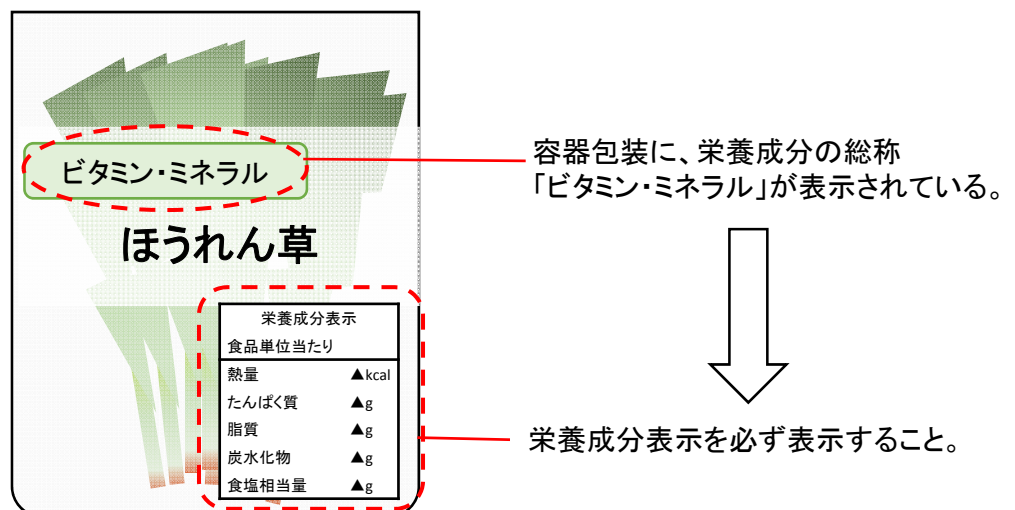 ビタミン・ミネラル
ほうれん草
栄養成分表示
食品単位当たり
熱量 ▲kcal
たんぱく質 ▲g
脂質 ▲g
炭水化物 ▲g
食塩相当量 ▲g
容器包装に、栄養成分の総称
「ビタミン・ミネラル」が表示されている。
栄養成分表示を必ず表示すること。